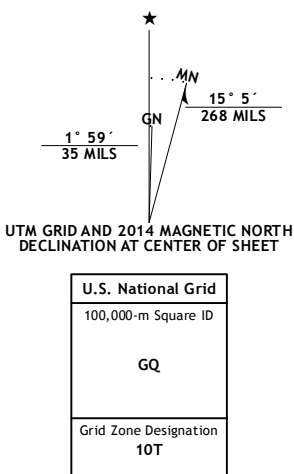 MN
GN
15° 5´
268 MILS
1° 59´
35 MILS
UTM GRID AND 2014 MAGNETIC NORTH
DECLINATION AT CENTER OF SHEET
U.S. National Grid
100,000-m Square ID
GQ
Grid Zone Designation
10T